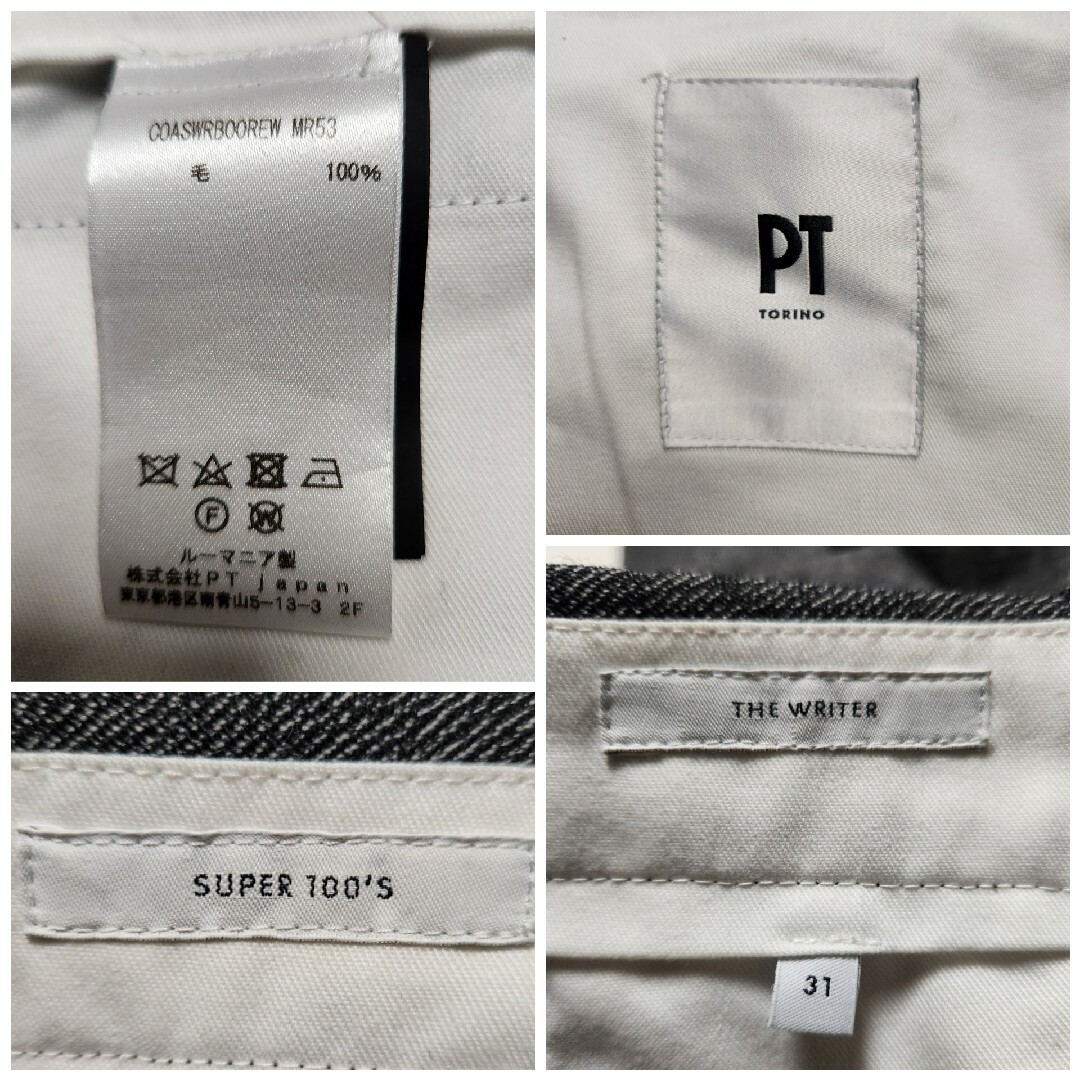 COASWRBOOREW MR53
毛 100%
F
W
ルーマニア製
株式会社PT japan
東京都港区南青山5-13-3 2F
PT
TORINO
SUPER 100'S
THE WRITER
31